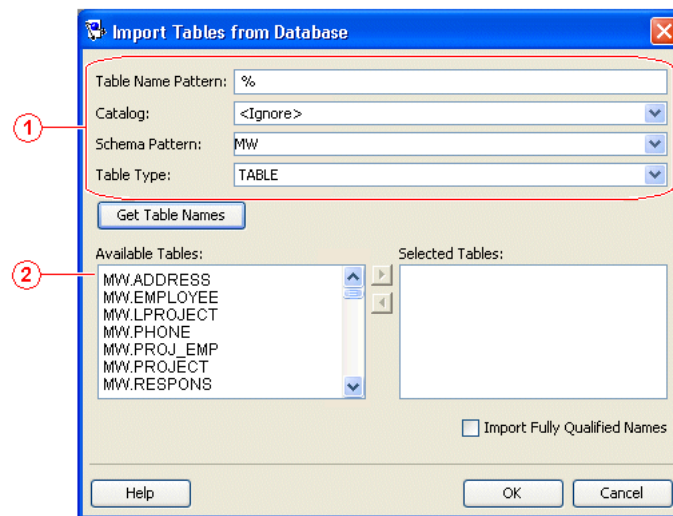 Import Tables from Database
1
Table Name Pattern: %
Catalog: <Ignore>
Schema Pattern: MW
Table Type: TABLE
Get Table Names
2
Available Tables: Selected Tables:
MW.ADDRESS
MW.EMPLOYEE
MW.LPROJECT
MW.PHONE
MW.PROJ_EMP
MW.PROJECT
MW.RESPONS
Import Fully Qualified Names
Help OK Cancel